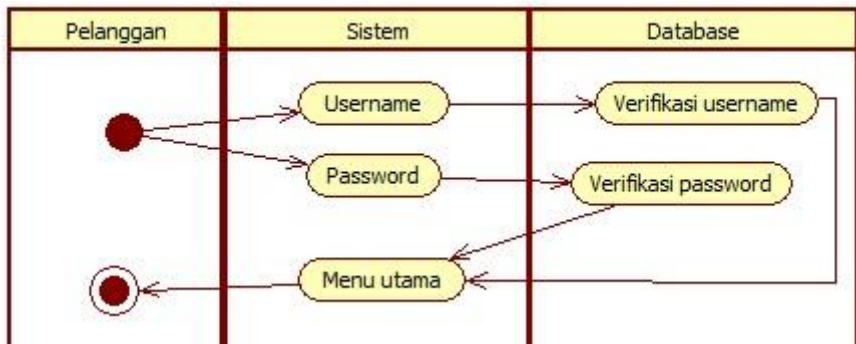 Pelanggan
Sistem
Database
Username
Verifikasi username
Password
Verifikasi password
Menu utama